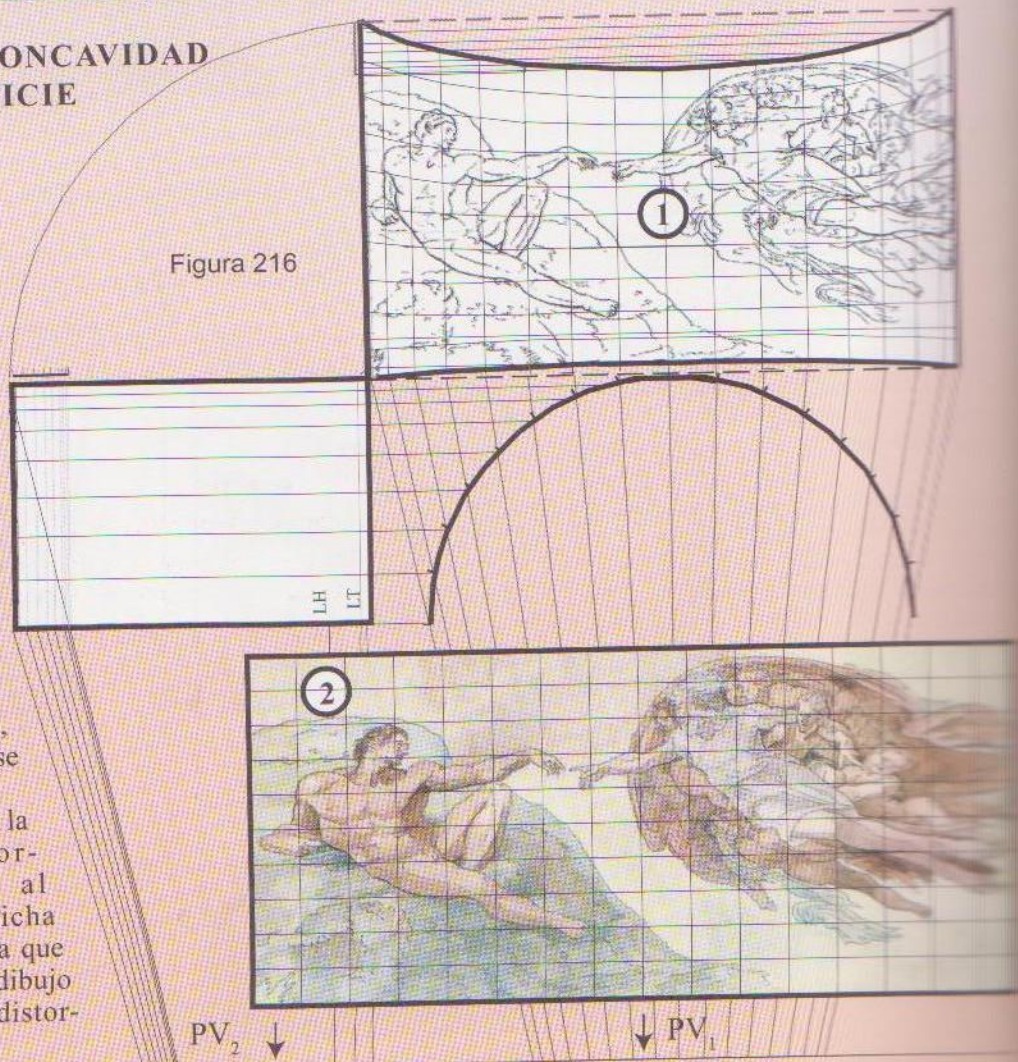 ONCAVIDAD
ICIE
Figura 216
1
LH
LT
2
,
se
la
or-
al
icha
a que
dibujo
distor-
PV2
PV1